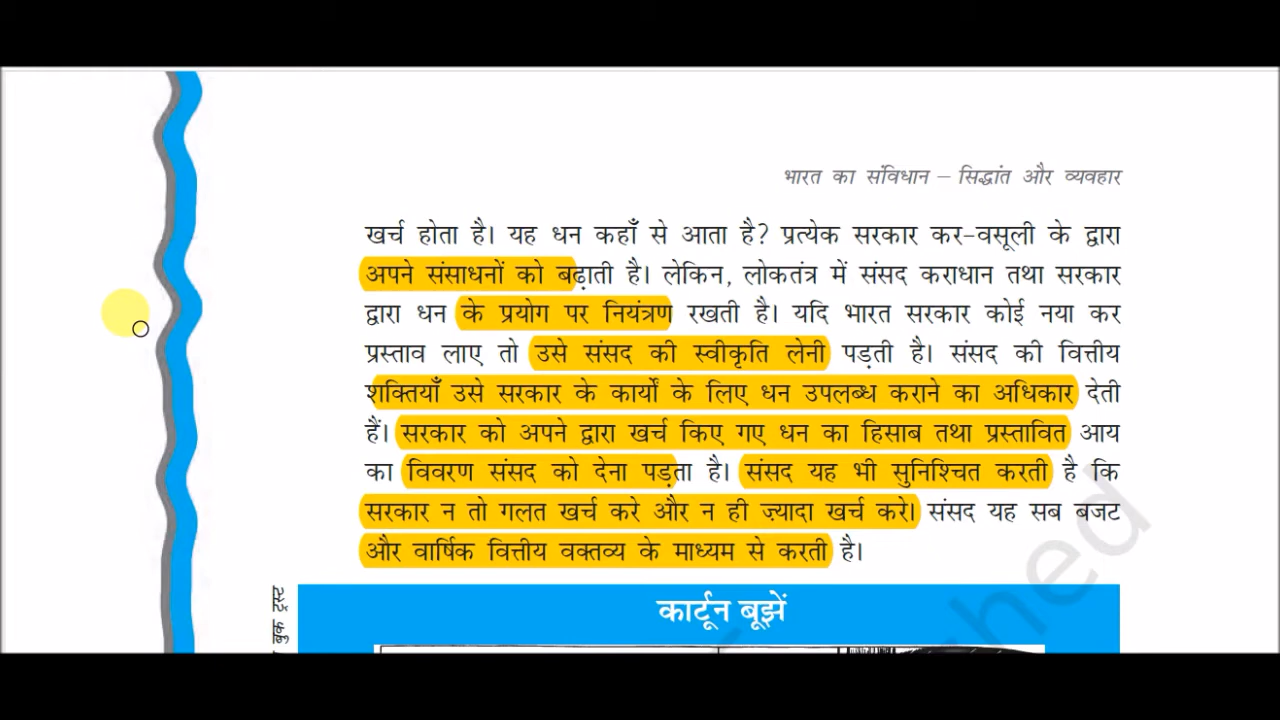 भारत का संविधान – सिद्धांत और व्यवहार
खर्च होता है। यह धन कहाँ से आता है? प्रत्येक सरकार कर-वसूली के द्वारा
अपने संसाधनों को बढ़ाती है। लेकिन, लोकतंत्र में संसद कराधान तथा सरकार
द्वारा धन के प्रयोग पर नियंत्रण रखती है। यदि भारत सरकार कोई नया कर
प्रस्ताव लाए तो उसे संसद की स्वीकृति लेनी पड़ती है। संसद की वित्तीय
शक्तियाँ उसे सरकार के कार्यों के लिए धन उपलब्ध कराने का अधिकार देती
हैं। सरकार को अपने द्वारा खर्च किए गए धन का हिसाब तथा प्रस्तावित आय
का विवरण संसद को देना पड़ता है। संसद यह भी सुनिश्चित करती है कि
सरकार न तो गलत खर्च करे और न ही ज़्यादा खर्च करे। संसद यह सब बजट
और वार्षिक वित्तीय वक्तव्य के माध्यम से करती है।
कार्टून बूझें
बुक ट्रस्ट